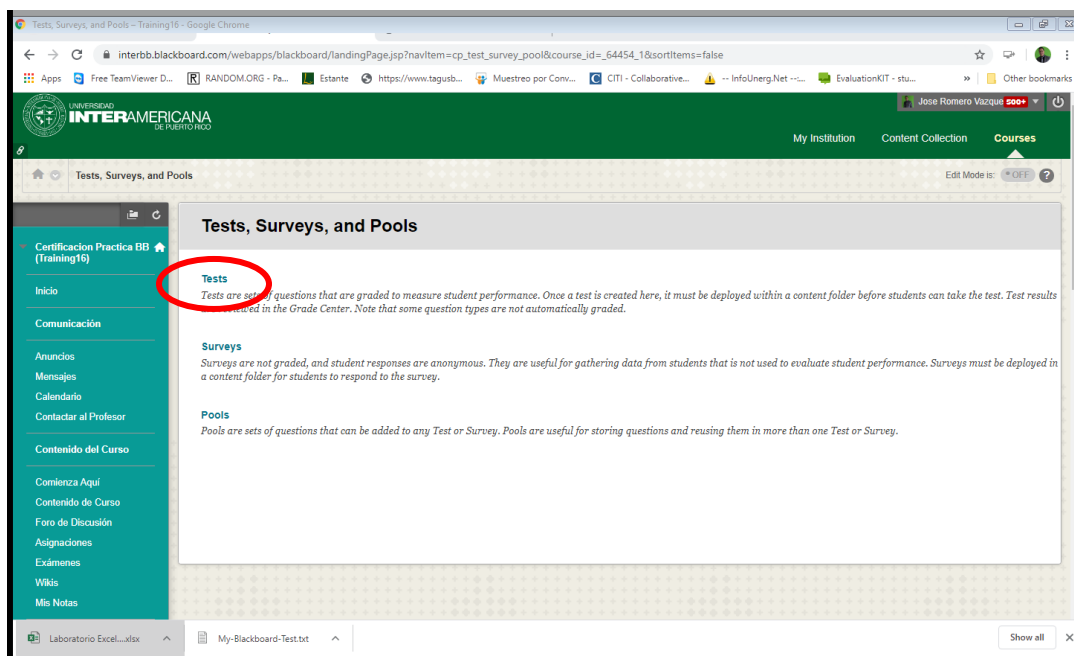 Tests, Surveys, and Pools – Training16 - Google Chrome
interbb.blackboard.com/webapps/blackboard/landingPage.jsp?navItem=cp_test_survey_pool&course_id=_64454_1&sortItems=false
Apps Free TeamViewer D... RANDOM.ORG - Pa... Estante https://www.tagusb... Muestreo por Conv... CITI - Collaborative... -- InfoUnerg.Net --:... EvaluationKIT - stu... » Other bookmarks
UNIVERSIDAD
INTERAMERICANA
DE PUERTO RICO
Jose Romero Vazque 500+
My Institution Content Collection Courses
Tests, Surveys, and Pools
Edit Mode is: OFF ?
Certificacion Practica BB
(Training16)
Inicio
Comunicación
Anuncios
Mensajes
Calendario
Contactar al Profesor
Contenido del Curso
Comienza Aquí
Contenido de Curso
Foro de Discusión
Asignaciones
Exámenes
Wikis
Mis Notas
Tests, Surveys, and Pools
Tests
Tests are sets of questions that are graded to measure student performance. Once a test is created here, it must be deployed within a content folder before students can take the test. Test results
viewed in the Grade Center. Note that some question types are not automatically graded.
Surveys
Surveys are not graded, and student responses are anonymous. They are useful for gathering data from students that is not used to evaluate student performance. Surveys must be deployed in
a content folder for students to respond to the survey.
Pools
Pools are sets of questions that can be added to any Test or Survey. Pools are useful for storing questions and reusing them in more than one Test or Survey.
Laboratorio Excel....xlsx My-Blackboard-Test.txt Show all